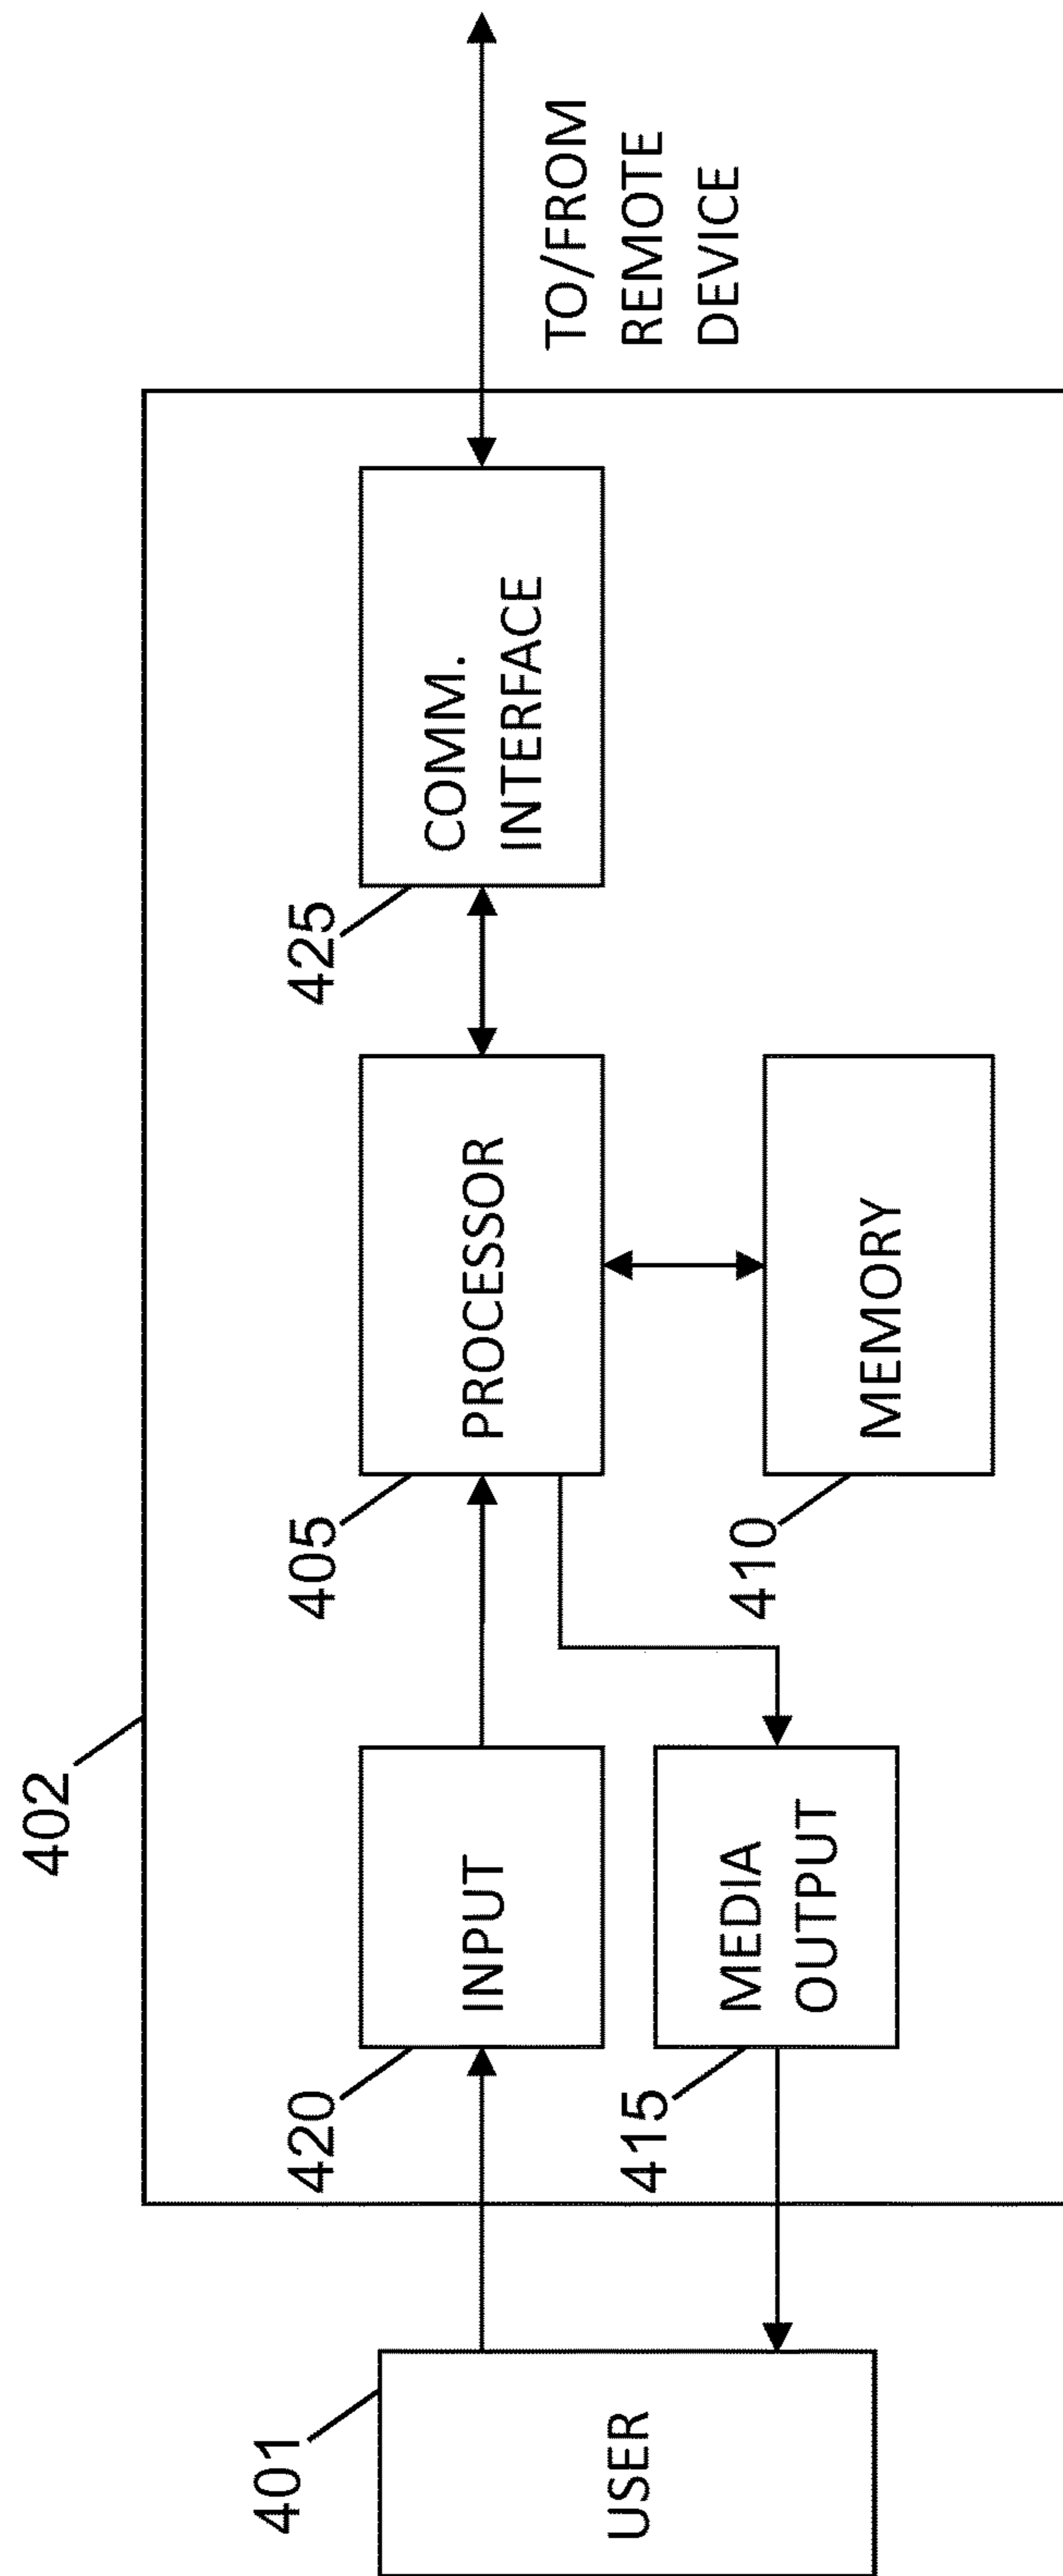 402
401
USER
420
INPUT
415
MEDIA
OUTPUT
405
PROCESSOR
410
MEMORY
425
COMM.
INTERFACE
TO/FROM
REMOTE
DEVICE